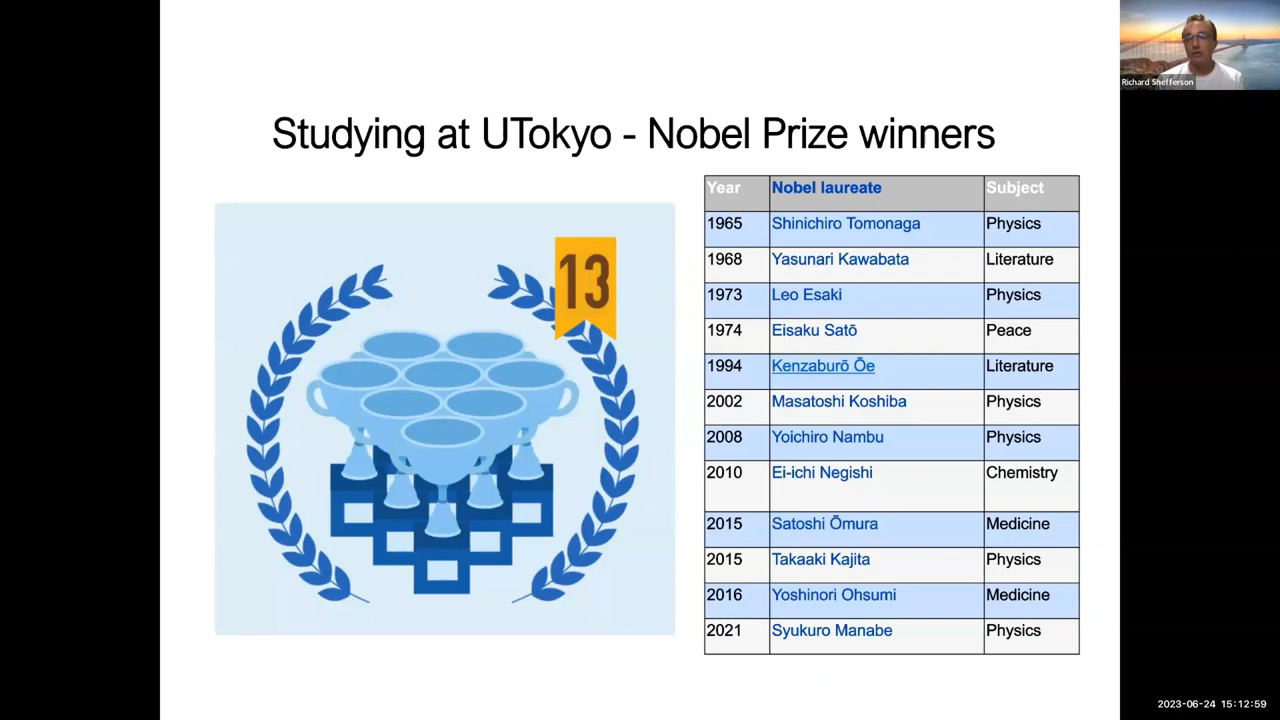 Richard Shefferson
Studying at UTokyo - Nobel Prize winners
13
Year Nobel laureate Subject
1965 Shinichiro Tomonaga Physics
1968 Yasunari Kawabata Literature
1973 Leo Esaki Physics
1974 Eisaku Satō Peace
1994 Kenzaburō Ōe Literature
2002 Masatoshi Koshiba Physics
2008 Yoichiro Nambu Physics
2010 Ei-ichi Negishi Chemistry
2015 Satoshi Ōmura Medicine
2015 Takaaki Kajita Physics
2016 Yoshinori Ohsumi Medicine
2021 Syukuro Manabe Physics
2023-06-24 15:12:59